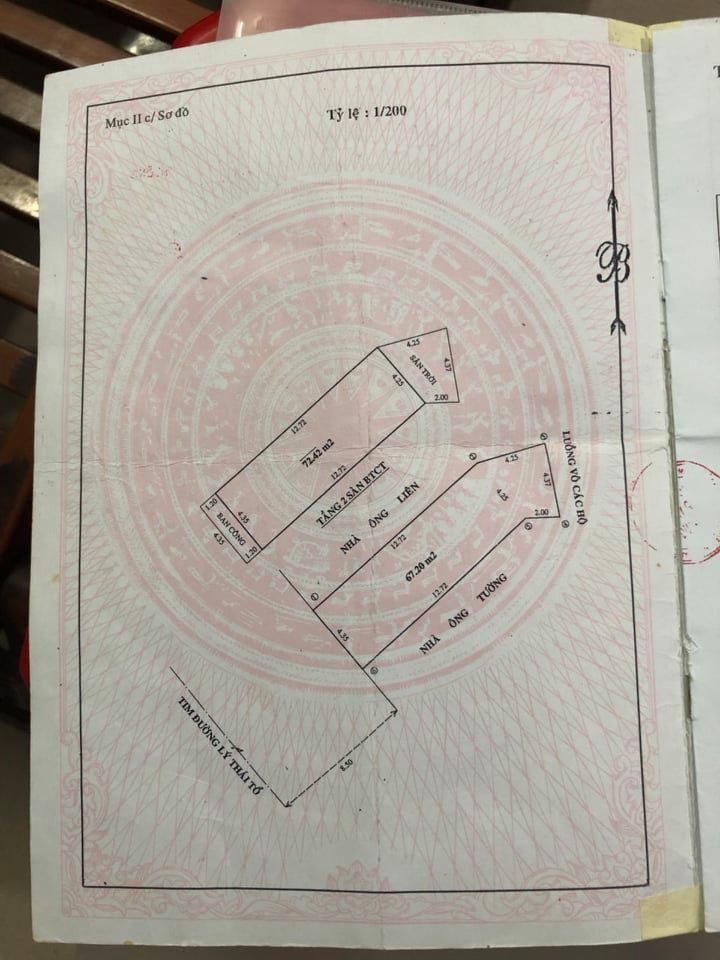 Mục II c/ Sơ đồ
Tỷ lệ : 1/200
B
4.25
4.37
SÂN TRỜI
4.25
2.00
12.72
72.42 m2
12.72
TẦNG 2 SÀN BTCT
1.20
4.35
BAN CÔNG
4.35
1.20
NHÀ ÔNG LIÊN
LUỒNG VÔ CÁC HỘ
4.25
4.37
4.25
2.00
12.72
67.20 m2
12.72
NHÀ ÔNG TƯỜNG
4.35
TIM ĐƯỜNG LÝ THÁI TỔ
8.50